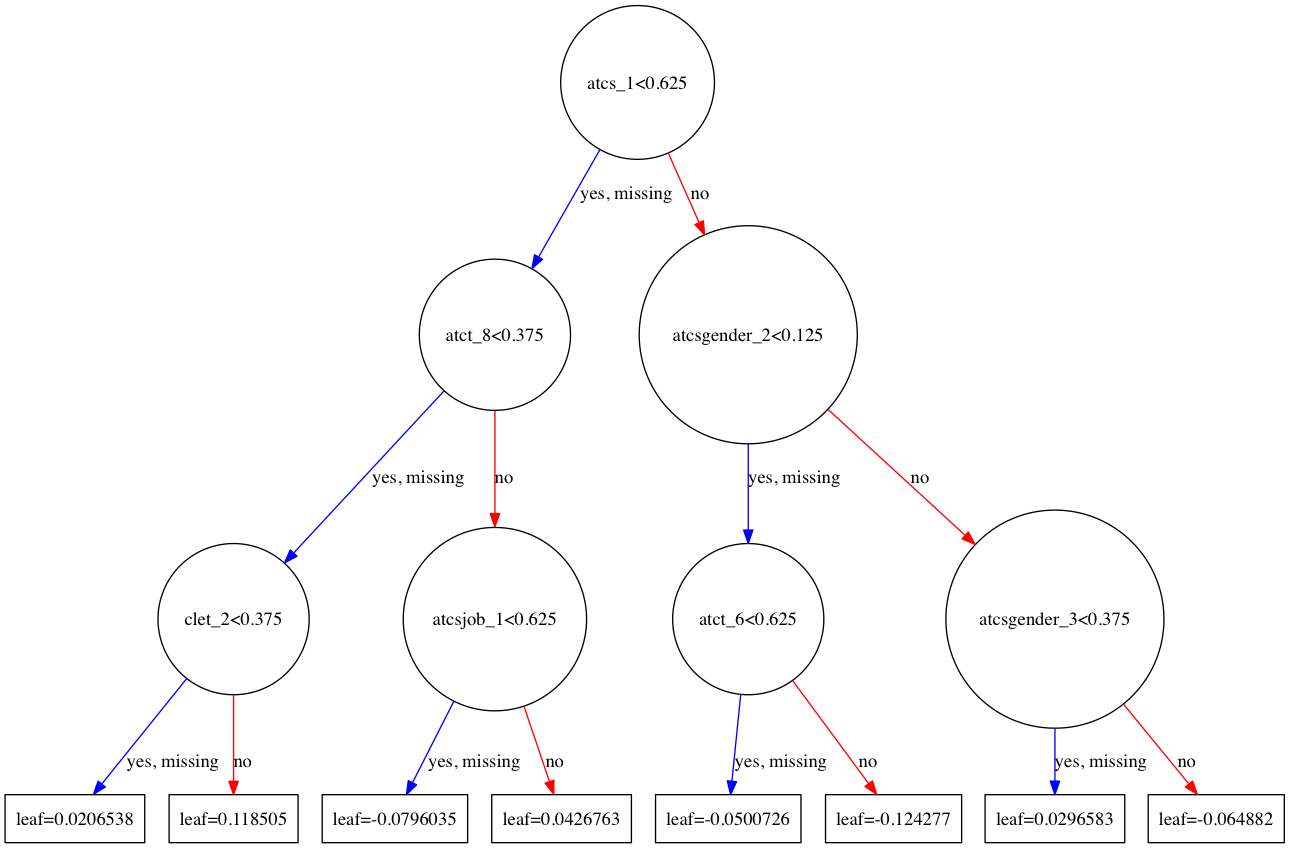 atcs_1<0.625
yes, missing
no
atct_8<0.375
atcsgender_2<0.125
yes, missing
no
yes, missing
no
clet_2<0.375
atcsjob_1<0.625
atct_6<0.625
atcsgender_3<0.375
yes, missing
no
yes, missing
no
yes, missing
no
yes, missing
no
leaf=0.0206538
leaf=0.118505
leaf=-0.0796035
leaf=0.0426763
leaf=-0.0500726
leaf=-0.124277
leaf=0.0296583
leaf=-0.064882